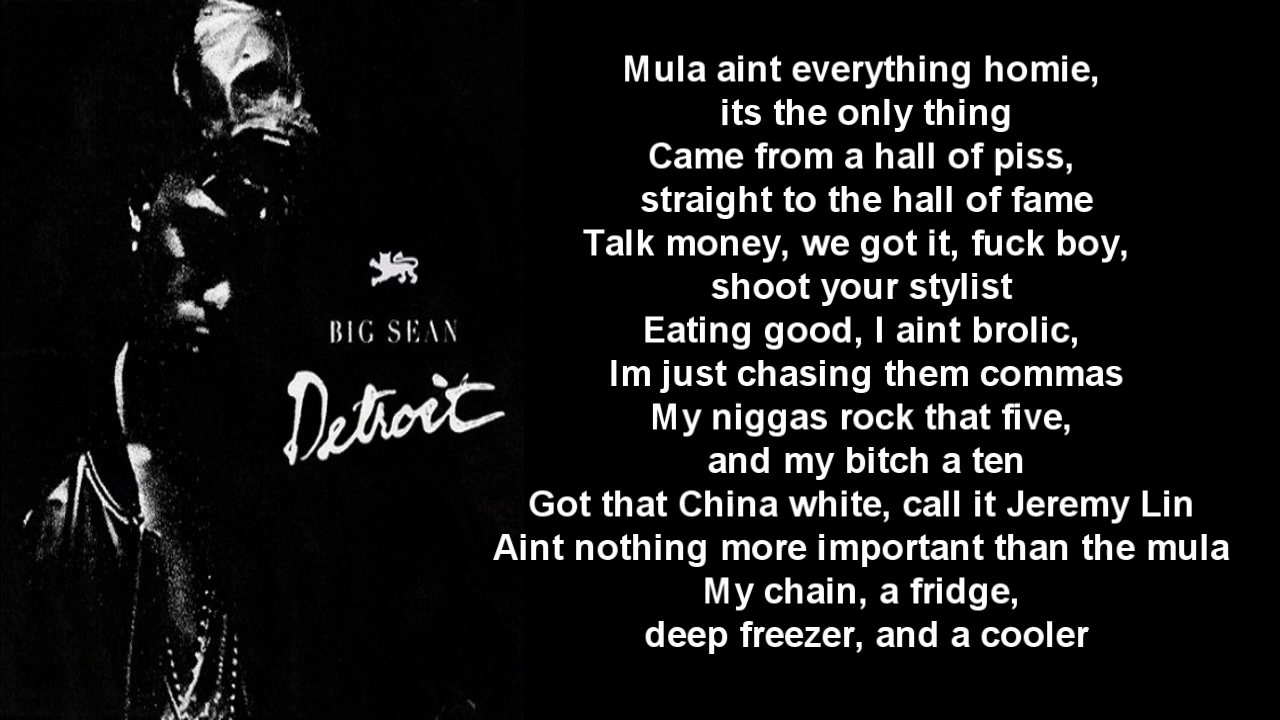 BIG SEAN
Detroit
Mula aint everything homie,
its the only thing
Came from a hall of piss,
straight to the hall of fame
Talk money, we got it, fuck boy,
shoot your stylist
Eating good, I aint brolic,
Im just chasing them commas
My niggas rock that five,
and my bitch a ten
Got that China white, call it Jeremy Lin
Aint nothing more important than the mula
My chain, a fridge,
deep freezer, and a cooler